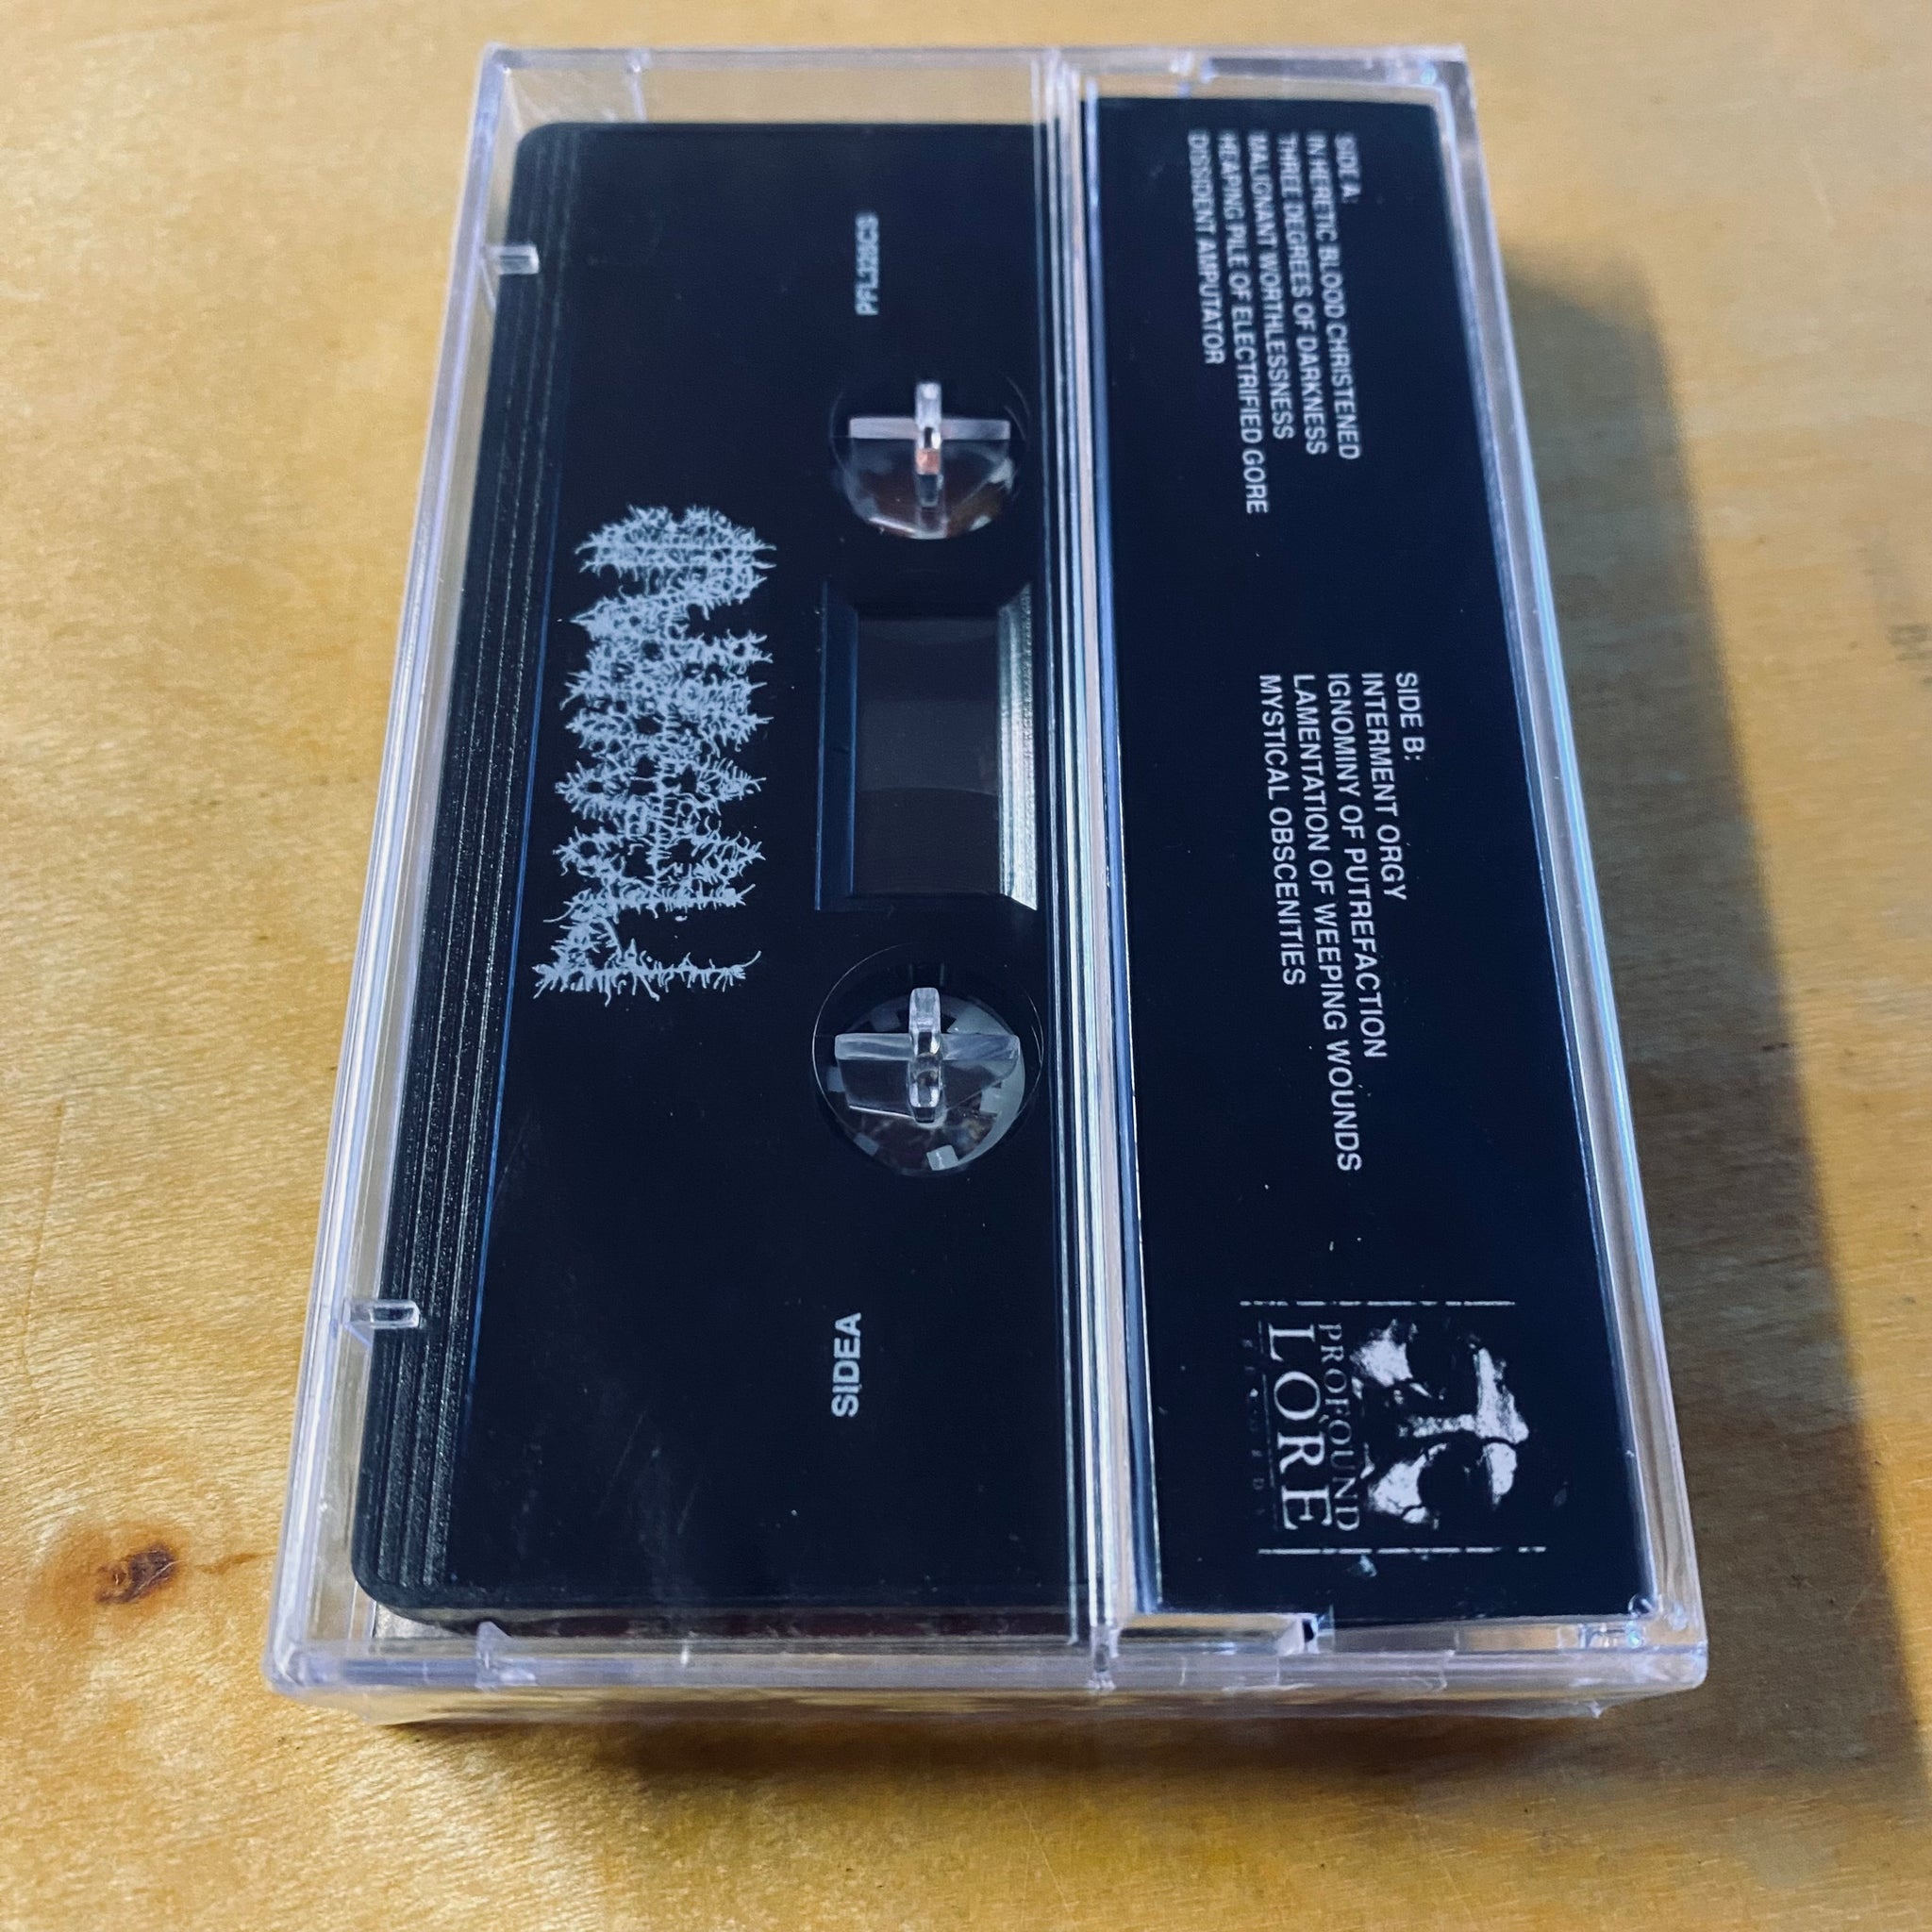 SIDE A:
IN HERETIC BLOOD CHRISTENED
THREE DEGREES OF DARKNESS
MALIGNANT WORTHLESSNESS
HEAPING PILE OF ELECTRIFIED GORE
DISSIDENT AMPUTATOR
SIDE B:
INTERMENT ORGY
IGNOMINY OF PUTREFACTION
LAMENTATION OF WEEPING WOUNDS
MYSTICAL OBSCENITIES
PROFOUND
LORE
RECORDS
SIDEA